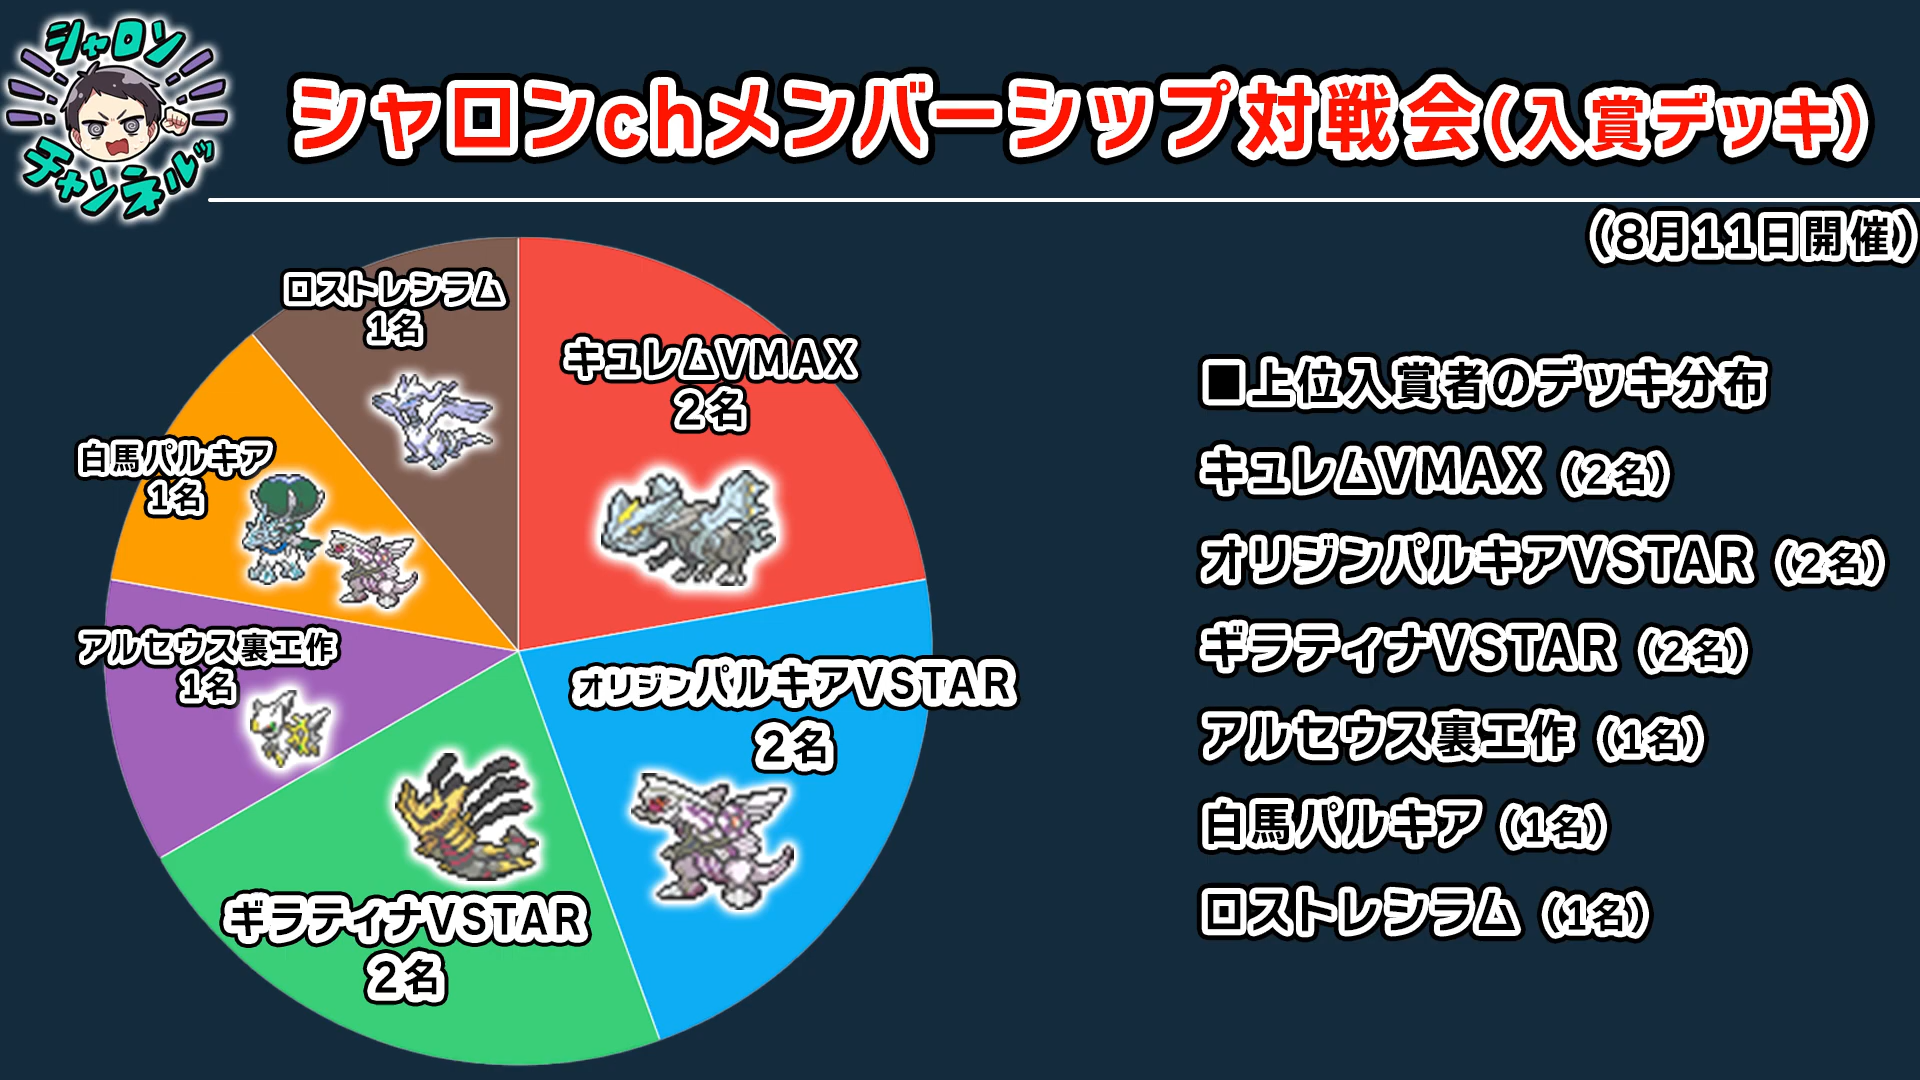 シャロン
チャンネルッ
シャロンchメンバーシップ対戦会(入賞デッキ)
(8月11日開催)
ロストレシラム
1名
キュレムVMAX
2名
白馬パルキア
1名
アルセウス裏工作
1名
オリジンパルキアVSTAR
2名
ギラティナVSTAR
2名
■上位入賞者のデッキ分布
キュレムVMAX(2名)
オリジンパルキアVSTAR(2名)
ギラティナVSTAR(2名)
アルセウス裏工作(1名)
白馬パルキア(1名)
ロストレシラム(1名)